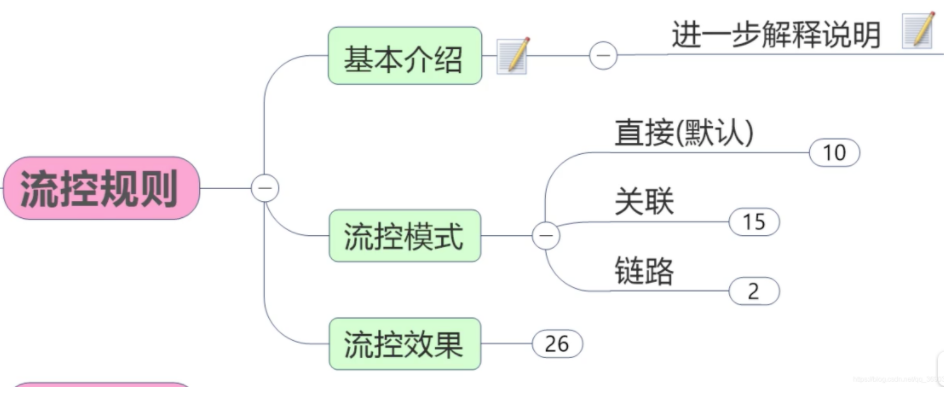 流控规则
基本介绍
进一步解释说明
流控模式
直接(默认)
10
关联
15
链路
2
流控效果
26